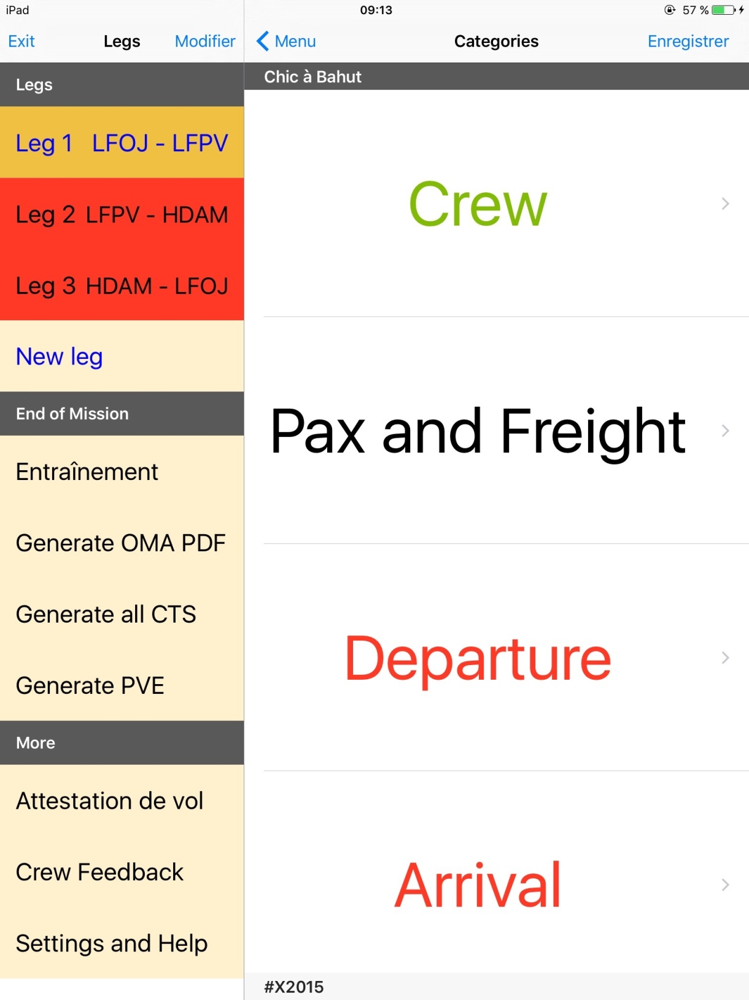 iPad 09:13 57 %
Exit Legs Modifier
Legs
Leg 1 LFOJ - LFPV
Leg 2 LFPV - HDAM
Leg 3 HDAM - LFOJ
New leg
End of Mission
Entraînement
Generate OMA PDF
Generate all CTS
Generate PVE
More
Attestation de vol
Crew Feedback
Settings and Help
Menu Categories Enregistrer
Chic à Bahut
Crew
Pax and Freight
Departure
Arrival
#X2015